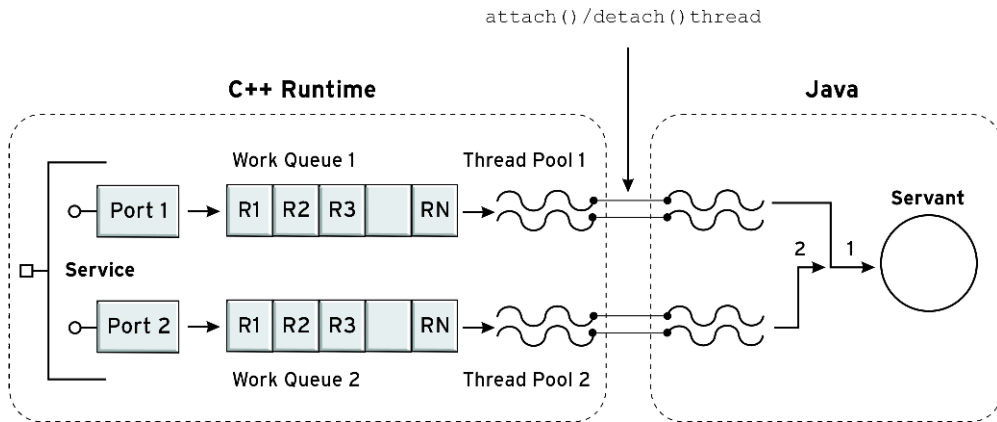 attach()/detach()thread
C++ Runtime
Java
Work Queue 1
Thread Pool 1
Port 1
R1 R2 R3 RN
Servant
2 1
Service
Port 2
R1 R2 R3 RN
Work Queue 2
Thread Pool 2